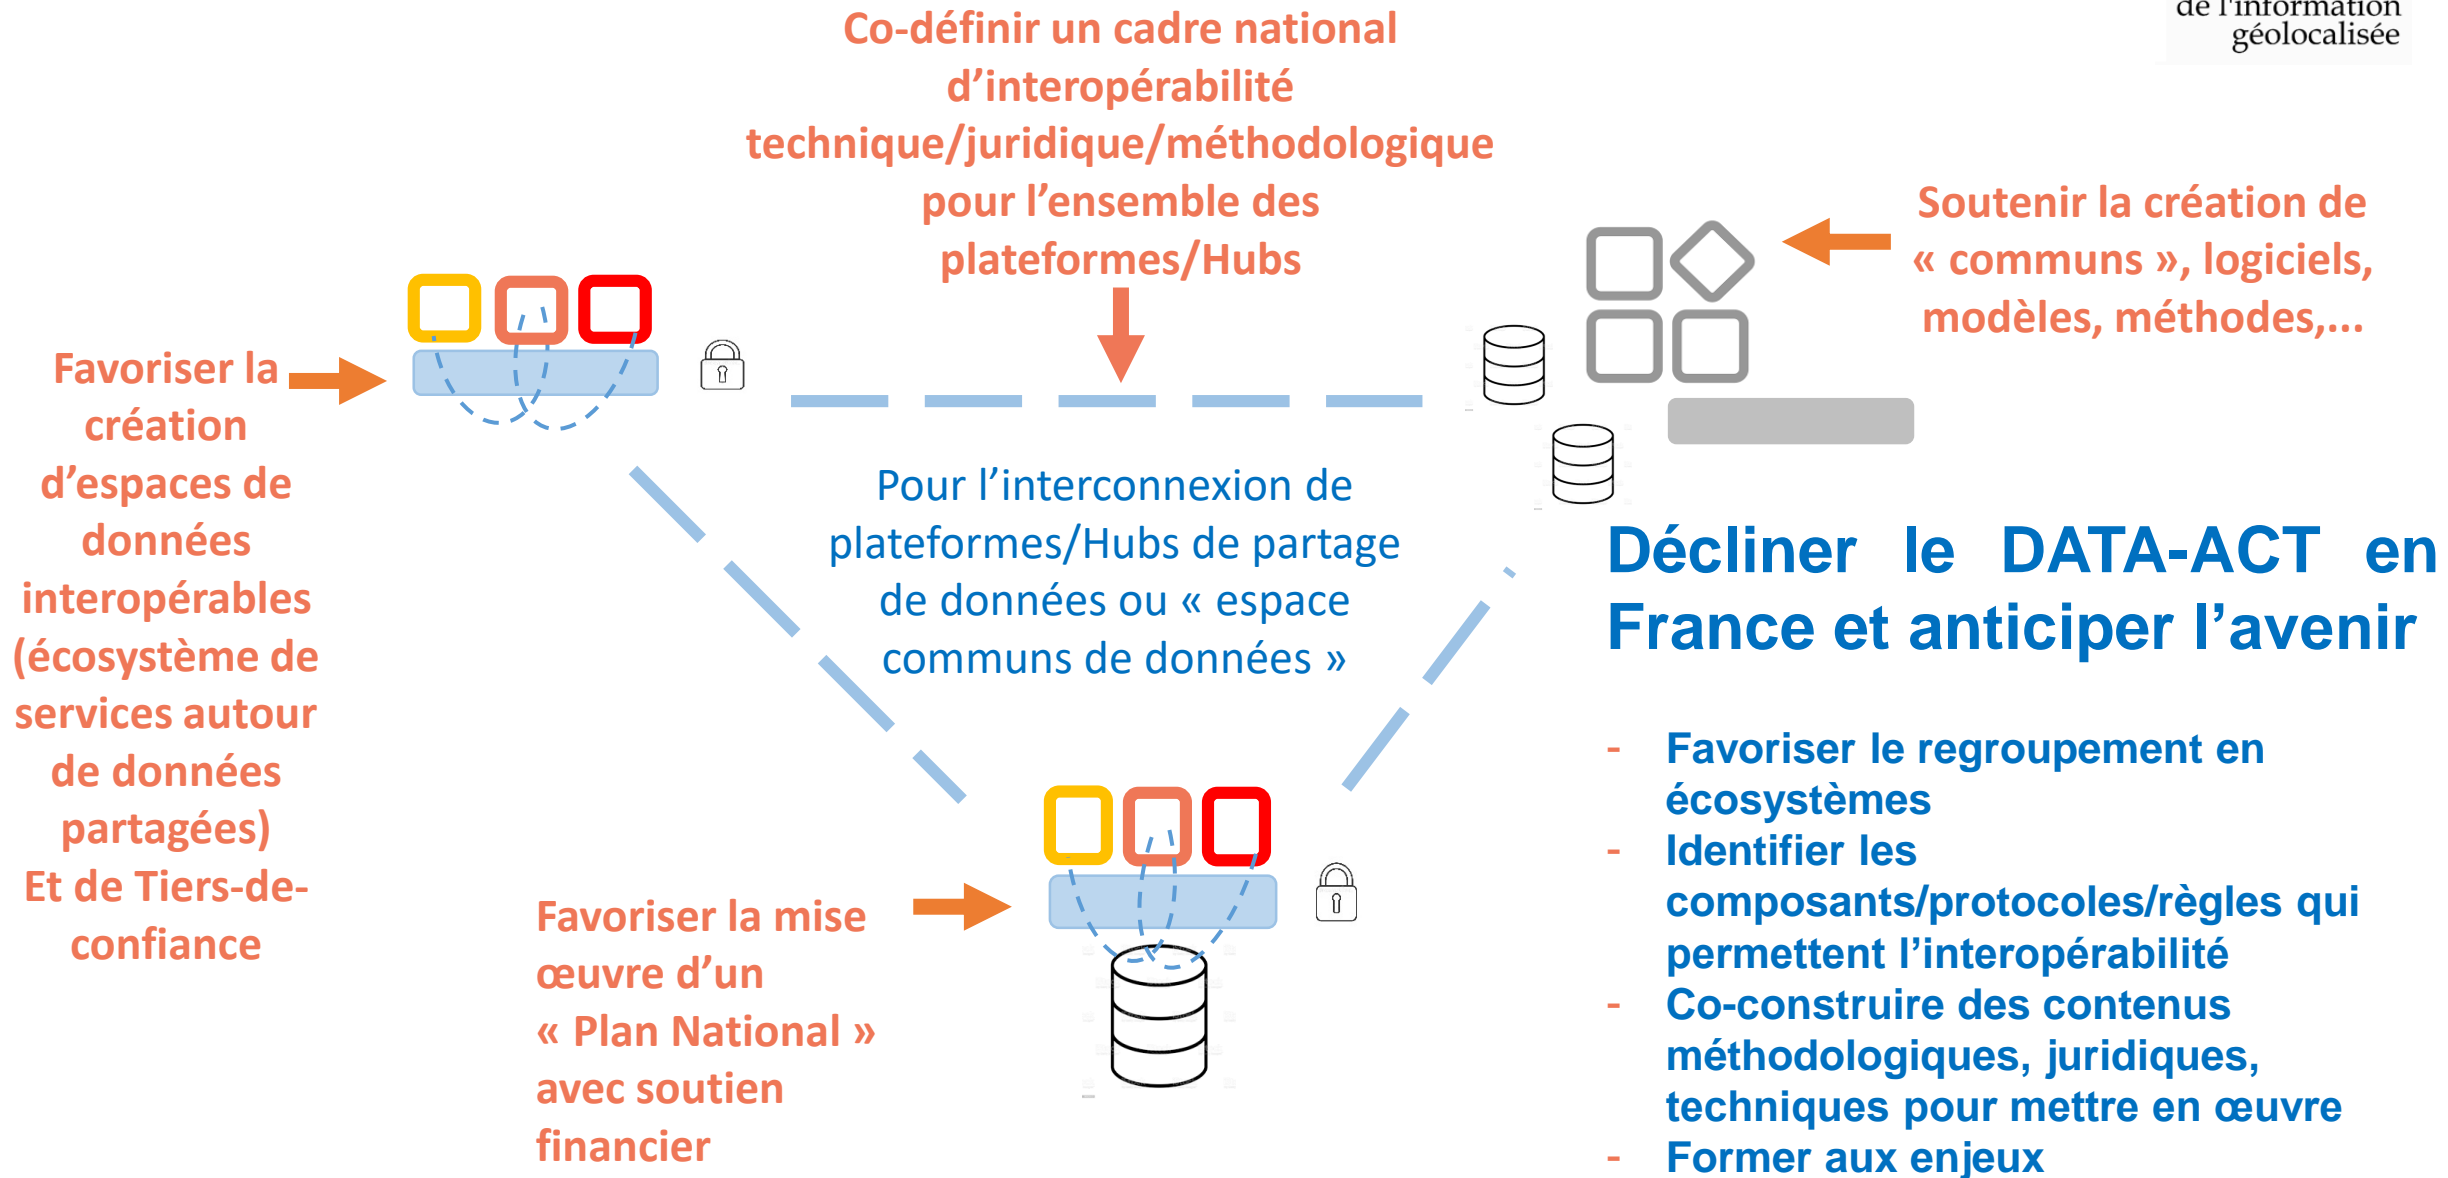 de l'information
géolocalisée
Co-définir un cadre national
d'interopérabilité
technique/juridique/méthodologique
pour l'ensemble des
plateformes/Hubs
Soutenir la création de
« communs », logiciels,
modèles, méthodes,...
Favoriser la
création
d'espaces de
données
interopérables
(écosystème de
services autour
de données
partagées)
Et de Tiers-de-
confiance
Pour l'interconnexion de
plateformes/Hubs de partage
de données ou « espace
communs de données »
Favoriser la mise
œuvre d'un
« Plan National »
avec soutien
financier
Décliner le DATA-ACT en
France et anticiper l'avenir
- Favoriser le regroupement en
écosystèmes
- Identifier les
composants/protocoles/règles qui
permettent l'interopérabilité
- Co-construire des contenus
méthodologiques, juridiques,
techniques pour mettre en œuvre
- Former aux enjeux